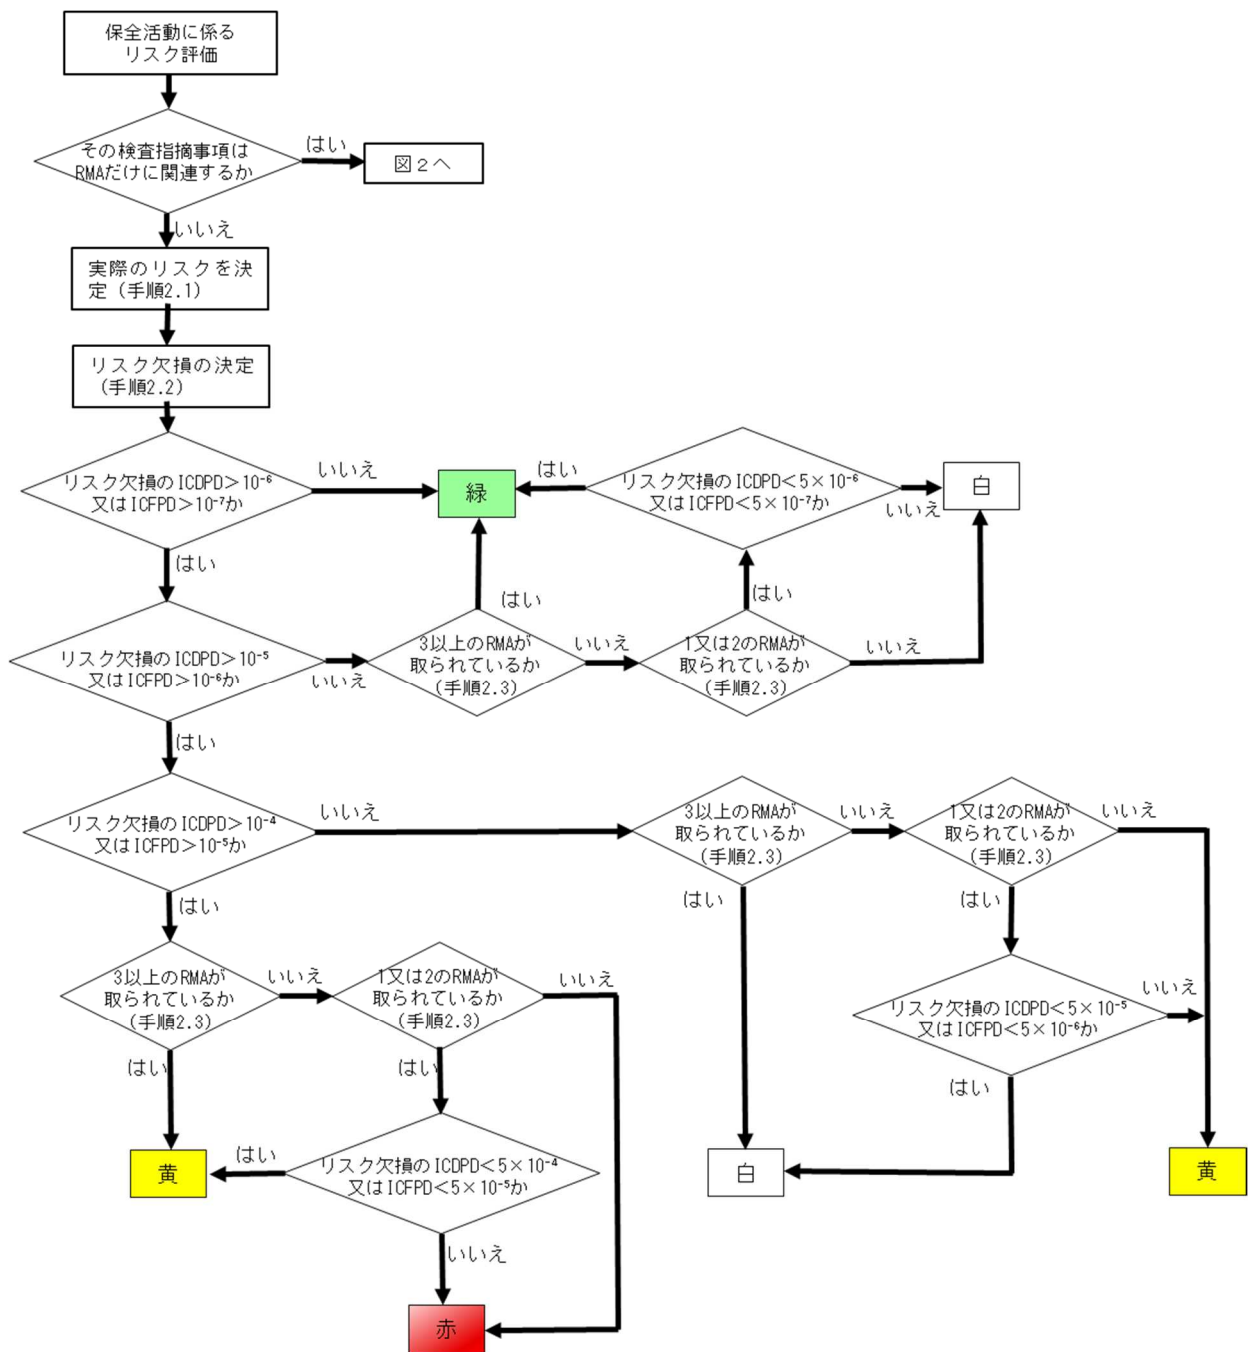 保全活動に係る
リスク評価
その検査指摘事項は
RMAだけに関連するか
はい
図２へ
いいえ
実際のリスクを決
定（手順2.1）
リスク欠損の決定
（手順2.2）
リスク欠損のICDPD＞10⁻⁶
又はICFPD＞10⁻⁷か
いいえ
緑
はい
リスク欠損のICDPD＜5×10⁻⁶
又はICFPD＜5×10⁻⁷か
いいえ
白
はい
はい
はい
リスク欠損のICDPD＞10⁻⁵
又はICFPD＞10⁻⁶か
いいえ
3以上のRMAが
取られているか
（手順2.3）
いいえ
1又は2のRMAが
取られているか
（手順2.3）
いいえ
はい
リスク欠損のICDPD＞10⁻⁴
又はICFPD＞10⁻⁵か
いいえ
3以上のRMAが
取られているか
（手順2.3）
いいえ
1又は2のRMAが
取られているか
（手順2.3）
いいえ
はい
はい
はい
3以上のRMAが
取られているか
（手順2.3）
いいえ
1又は2のRMAが
取られているか
（手順2.3）
いいえ
リスク欠損のICDPD＜5×10⁻⁵
又はICFPD＜5×10⁻⁶か
いいえ
はい
はい
はい
黄
はい
リスク欠損のICDPD＜5×10⁻⁴
又はICFPD＜5×10⁻⁵か
白
黄
いいえ
赤